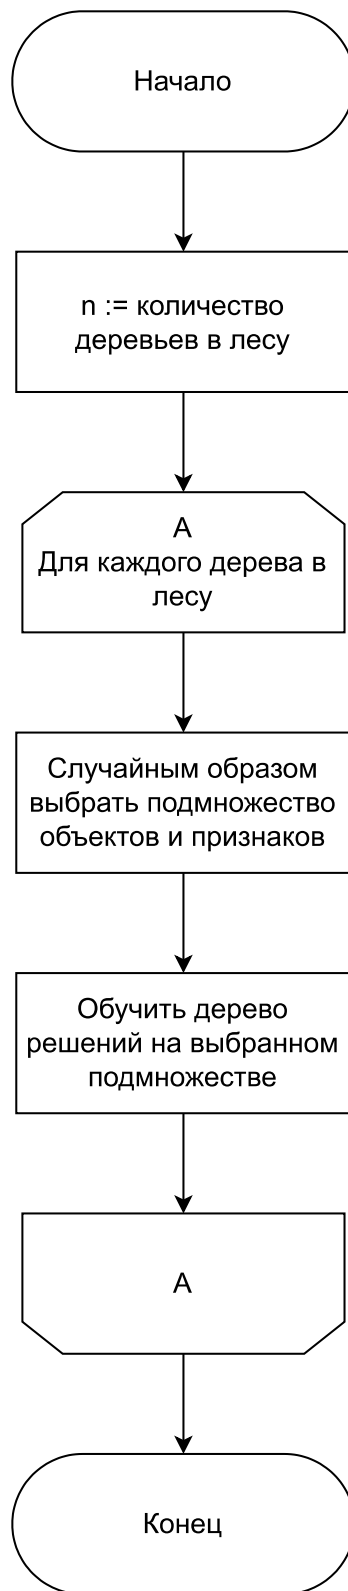 Начало
n := количество
деревьев в лесу
А
Для каждого дерева в
лесу
Случайным образом
выбрать подмножество
объектов и признаков
Обучить дерево
решений на выбранном
подмножестве
А
Конец